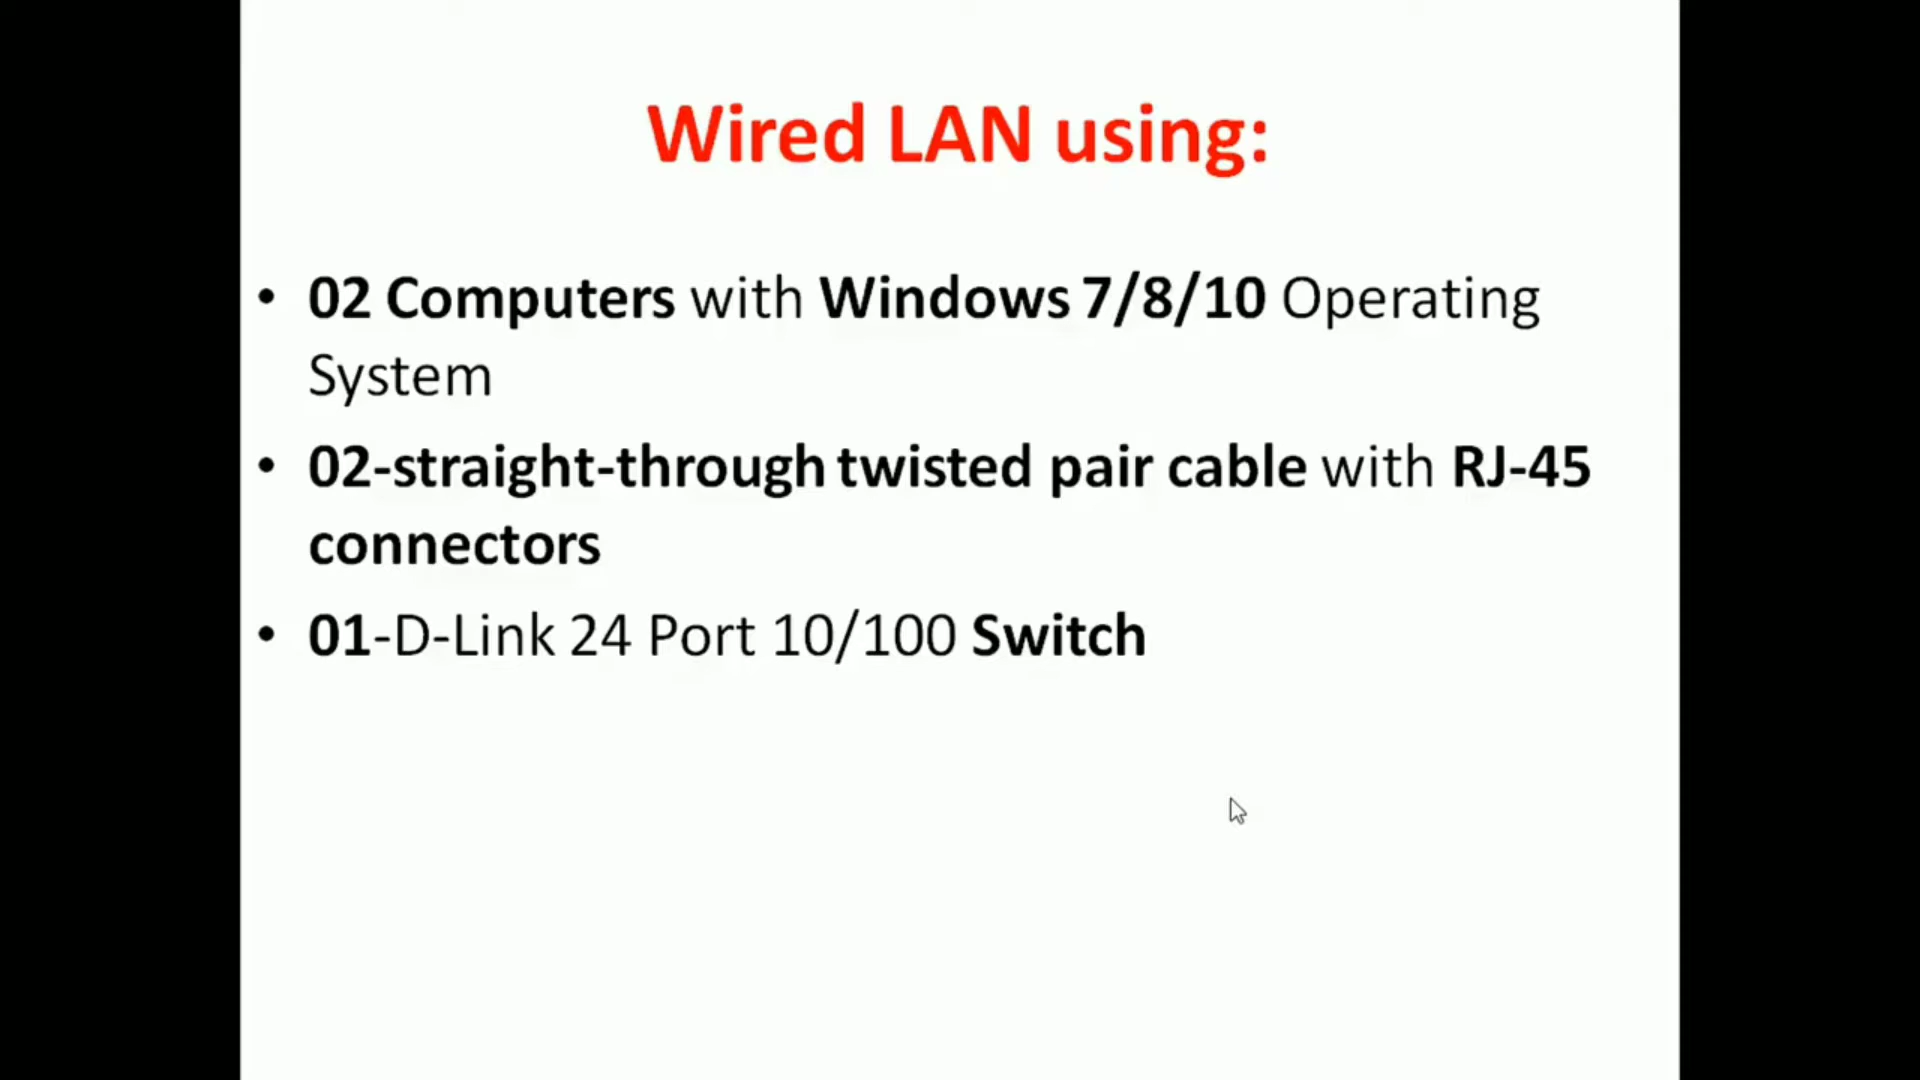 Wired LAN using:
• 02 Computers with Windows 7/8/10 Operating
System
• 02-straight-through twisted pair cable with RJ-45
connectors
• 01-D-Link 24 Port 10/100 Switch